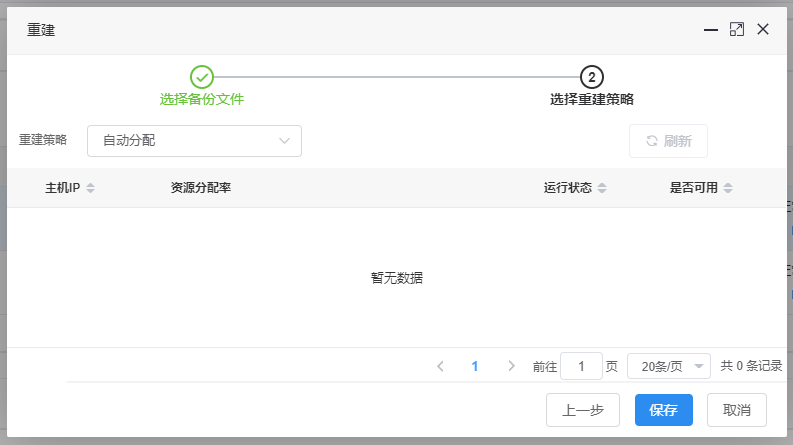 重建
2
选择备份文件 选择重建策略
重建策略 自动分配 刷新
主机IP 资源分配率 运行状态 是否可用
暂无数据
1 前往 1 页 20条/页 共 0 条记录
上一步 保存 取消